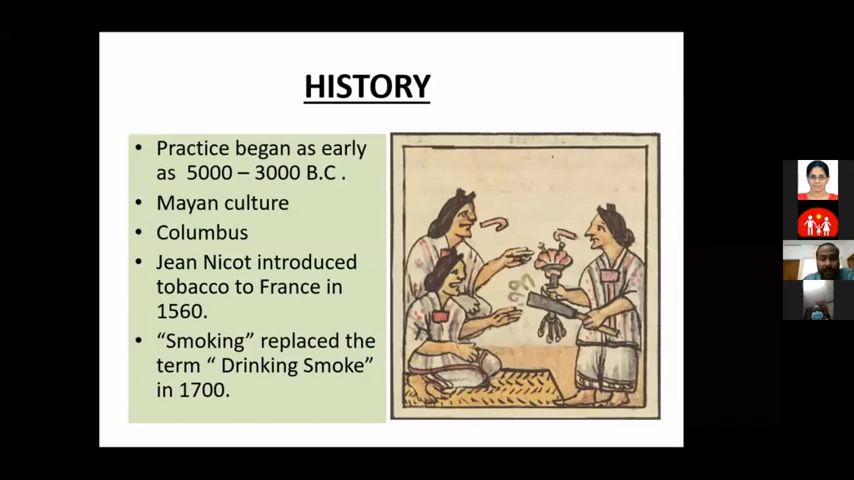 HISTORY
• Practice began as early
as 5000 – 3000 B.C .
• Mayan culture
• Columbus
• Jean Nicot introduced
tobacco to France in
1560.
• “Smoking” replaced the
term “ Drinking Smoke”
in 1700.